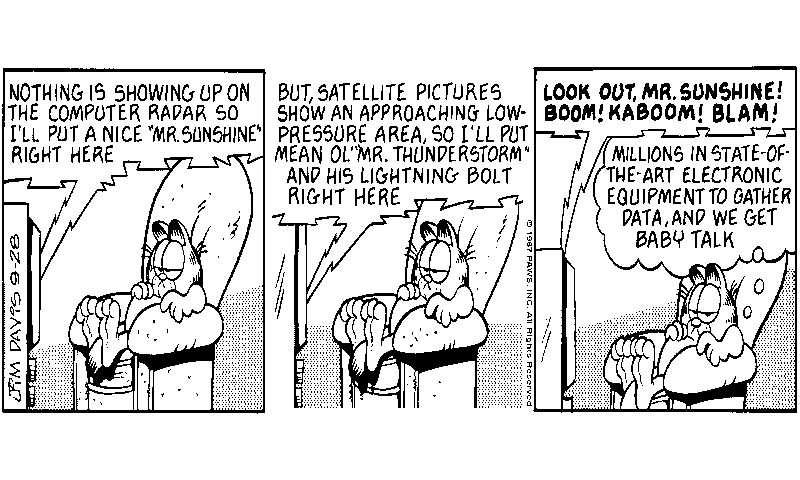 NOTHING IS SHOWING UP ON
THE COMPUTER RADAR SO
I'LL PUT A NICE "MR. SUNSHINE"
RIGHT HERE
JIM DAVIS 9-28
BUT, SATELLITE PICTURES
SHOW AN APPROACHING LOW-
PRESSURE AREA, SO I'LL PUT
MEAN OL' "MR. THUNDERSTORM"
AND HIS LIGHTNING BOLT
RIGHT HERE
© 1987 PAWS, INC. All Rights Reserved
LOOK OUT, MR. SUNSHINE!
BOOM! KABOOM! BLAM!
MILLIONS IN STATE-OF-
THE-ART ELECTRONIC
EQUIPMENT TO GATHER
DATA, AND WE GET
BABY TALK